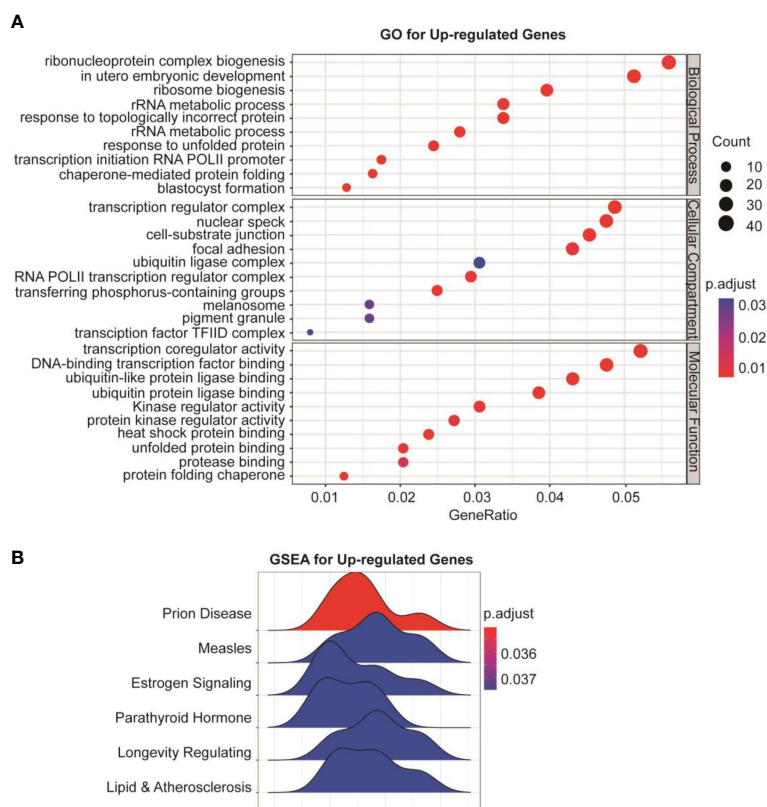 A
GO for Up-regulated Genes
ribonucleoprotein complex biogenesis
in utero embryonic development
ribosome biogenesis
rRNA metabolic process
response to topologically incorrect protein
rRNA metabolic process
response to unfolded protein
transcription initiation RNA POLII promoter
chaperone-mediated protein folding
blastocyst formation
Biological Process
transcription regulator complex
nuclear speck
cell-substrate junction
focal adhesion
ubiquitin ligase complex
RNA POLII transcription regulator complex
transferring phosphorus-containing groups
melanosome
pigment granule
transciption factor TFIID complex
Cellular Compartment
transcription coregulator activity
DNA-binding transcription factor binding
ubiquitin-like protein ligase binding
ubiquitin protein ligase binding
Kinase regulator activity
protein kinase regulator activity
heat shock protein binding
unfolded protein binding
protease binding
protein folding chaperone
Molecular Function
0.01 0.02 0.03 0.04 0.05
GeneRatio
Count
10
20
30
40
p.adjust
0.03
0.02
0.01
B
GSEA for Up-regulated Genes
Prion Disease
Measles
Estrogen Signaling
Parathyroid Hormone
Longevity Regulating
Lipid & Atherosclerosis
p.adjust
0.036
0.037